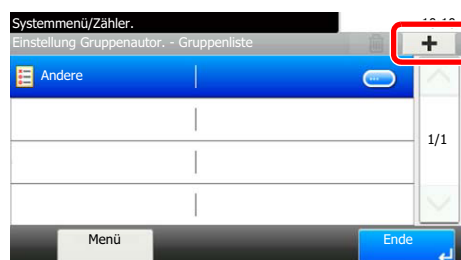 Systemmenü/Zähler.
Einstellung Gruppenautor. - Gruppenliste
Andere
1/1
Menü
Ende